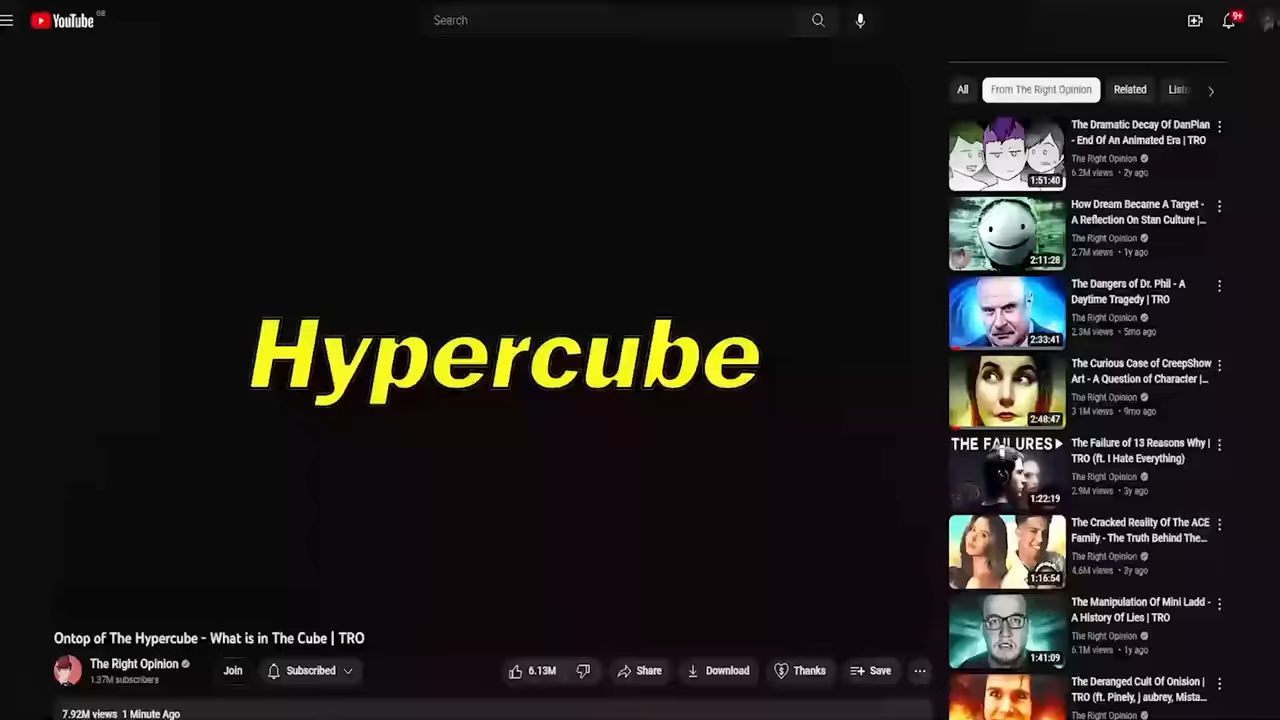 YouTube GB
Search
9+
Hypercube
Ontop of The Hypercube - What is in The Cube | TRO
The Right Opinion
1.37M subscribers
Join
Subscribed
6.13M
Share
Download
Thanks
Save
7.92M views 1 Minute Ago
All
From The Right Opinion
Related
The Dramatic Decay Of DanPlan
- End Of An Animated Era | TRO
The Right Opinion
6.2M views • 2y ago
1:51:40
How Dream Became A Target -
A Reflection On Stan Culture |...
The Right Opinion
2.7M views • 1y ago
2:11:28
The Dangers of Dr. Phil - A
Daytime Tragedy | TRO
The Right Opinion
2.3M views • 5mo ago
2:33:41
The Curious Case of CreepShow
Art - A Question of Character |...
The Right Opinion
3.1M views • 9mo ago
2:48:47
THE FAILURES
The Failure of 13 Reasons Why |
TRO (ft. I Hate Everything)
The Right Opinion
2.9M views • 3y ago
1:22:19
The Cracked Reality Of The ACE
Family - The Truth Behind The...
The Right Opinion
4.6M views • 3y ago
1:16:54
The Manipulation Of Mini Ladd -
A History Of Lies | TRO
The Right Opinion
6.1M views • 1y ago
1:41:09
The Deranged Cult Of Onision |
TRO (ft. Pinely, j aubrey, Mista...
The Right Opinion